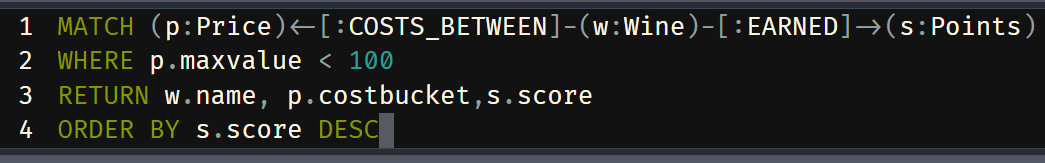 1 MATCH (p:Price)<-[:COSTS_BETWEEN]-(w:Wine)-[:EARNED]->(s:Points)
2 WHERE p.maxvalue < 100
3 RETURN w.name, p.costbucket,s.score
4 ORDER BY s.score DESC